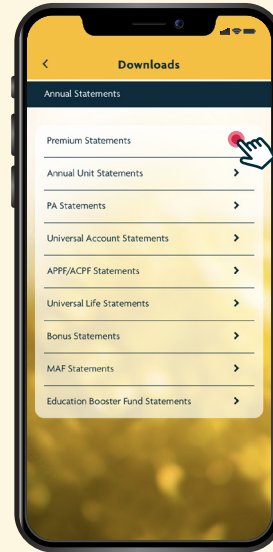 Downloads
Annual Statements
Premium Statements
Annual Unit Statements
PA Statements
Universal Account Statements
APPF/ACPF Statements
Universal Life Statements
Bonus Statements
MAF Statements
Education Booster Fund Statements